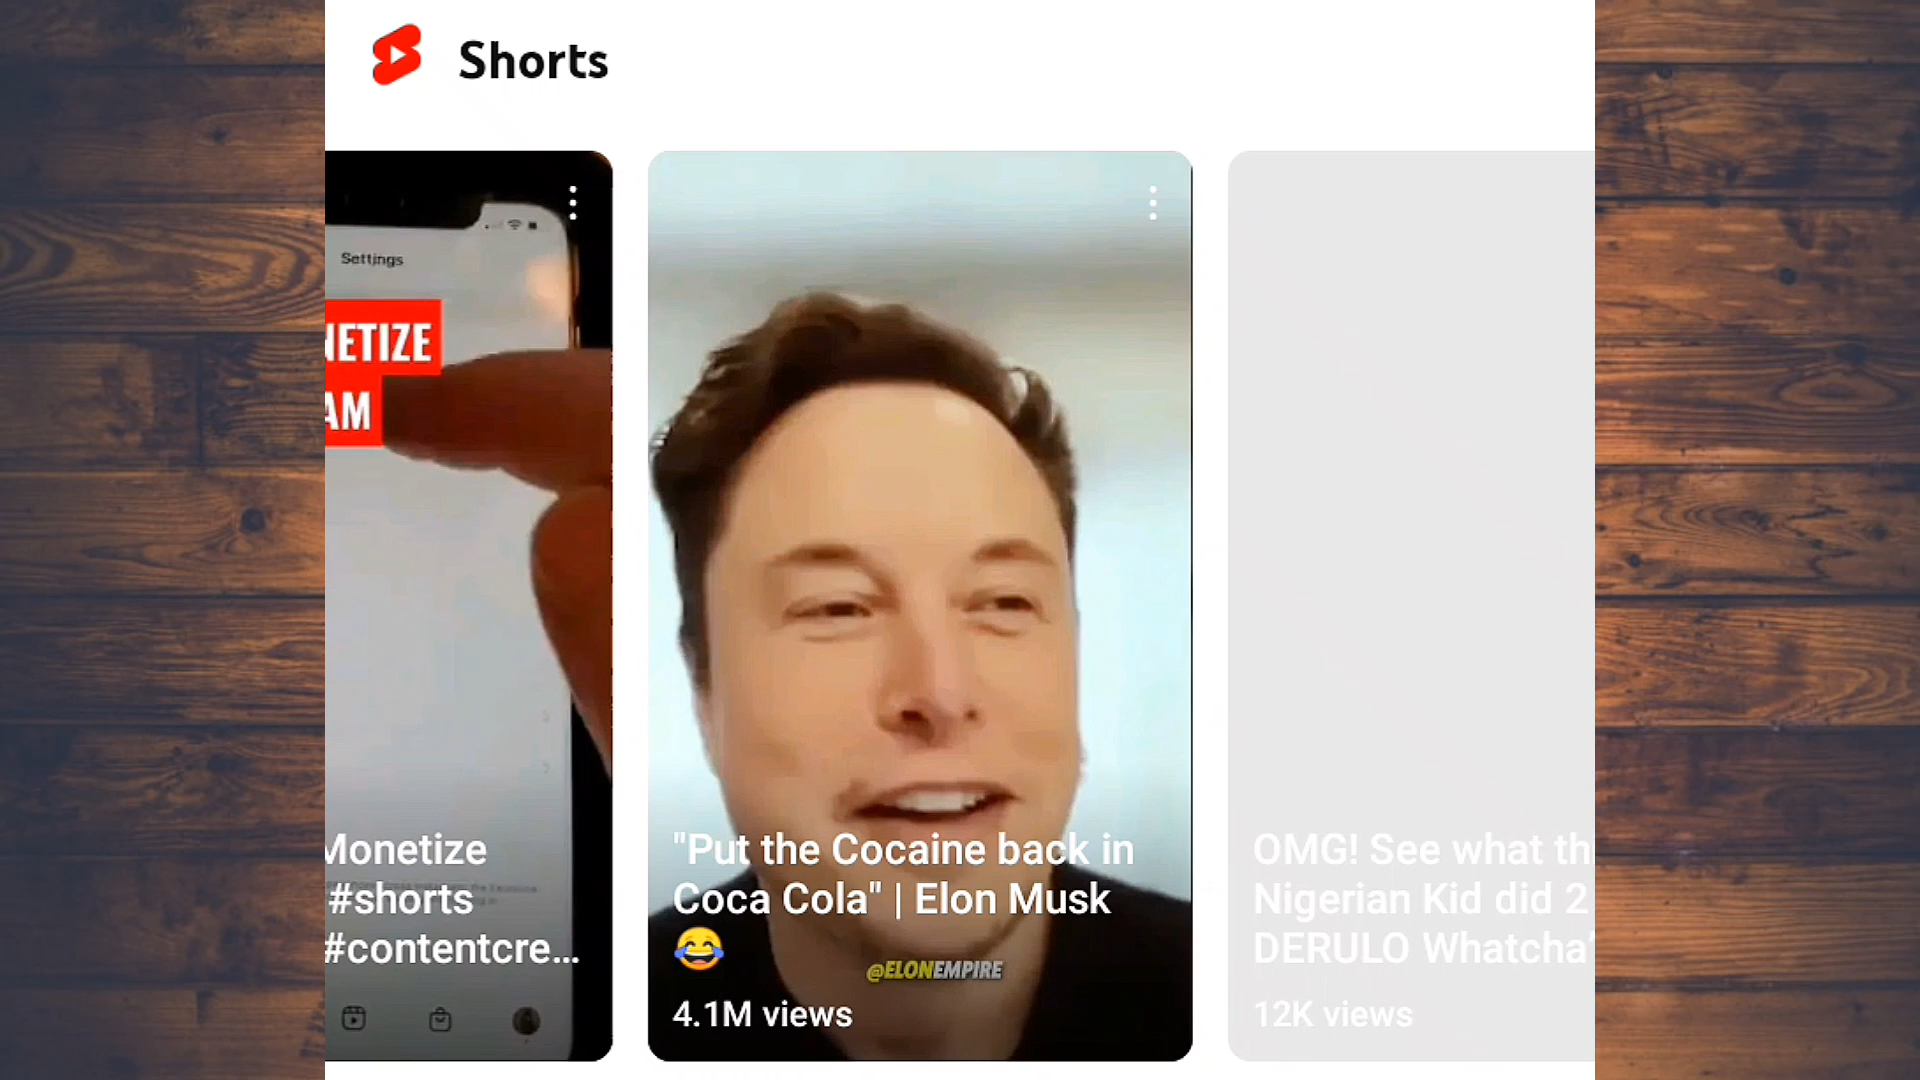 Shorts
Settings
NETIZE
AM
Monetize
#shorts
#contentcre...
"Put the Cocaine back in
Coca Cola" | Elon Musk
😂
@ELONEMPIRE
4.1M views
OMG! See what th
Nigerian Kid did 2
DERULO Whatcha'
12K views